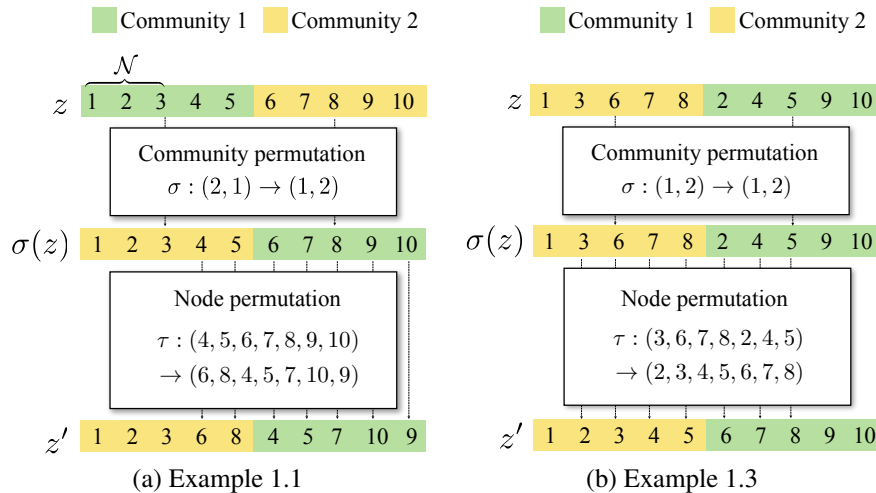 Community 1 Community 2
𝒩
z 1 2 3 4 5 6 7 8 9 10
Community permutation
σ : (2, 1) → (1, 2)
σ(z) 1 2 3 4 5 6 7 8 9 10
Node permutation
τ : (4, 5, 6, 7, 8, 9, 10)
→ (6, 8, 4, 5, 7, 10, 9)
z′ 1 2 3 6 8 4 5 7 10 9
(a) Example 1.1
Community 1 Community 2
z 1 3 6 7 8 2 4 5 9 10
Community permutation
σ : (1, 2) → (1, 2)
σ(z) 1 3 6 7 8 2 4 5 9 10
Node permutation
τ : (3, 6, 7, 8, 2, 4, 5)
→ (2, 3, 4, 5, 6, 7, 8)
z′ 1 2 3 4 5 6 7 8 9 10
(b) Example 1.3